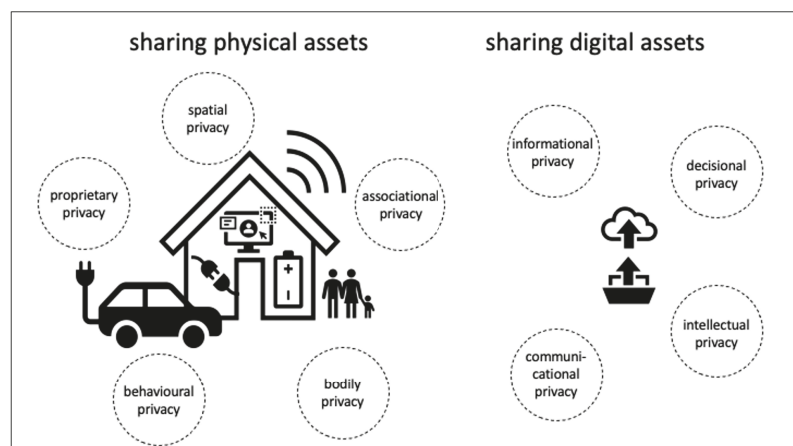 sharing physical assets
sharing digital assets
spatial
privacy
proprietary
privacy
associational
privacy
behavioural
privacy
bodily
privacy
informational
privacy
decisional
privacy
intellectual
privacy
communi-
cational
privacy
+
–